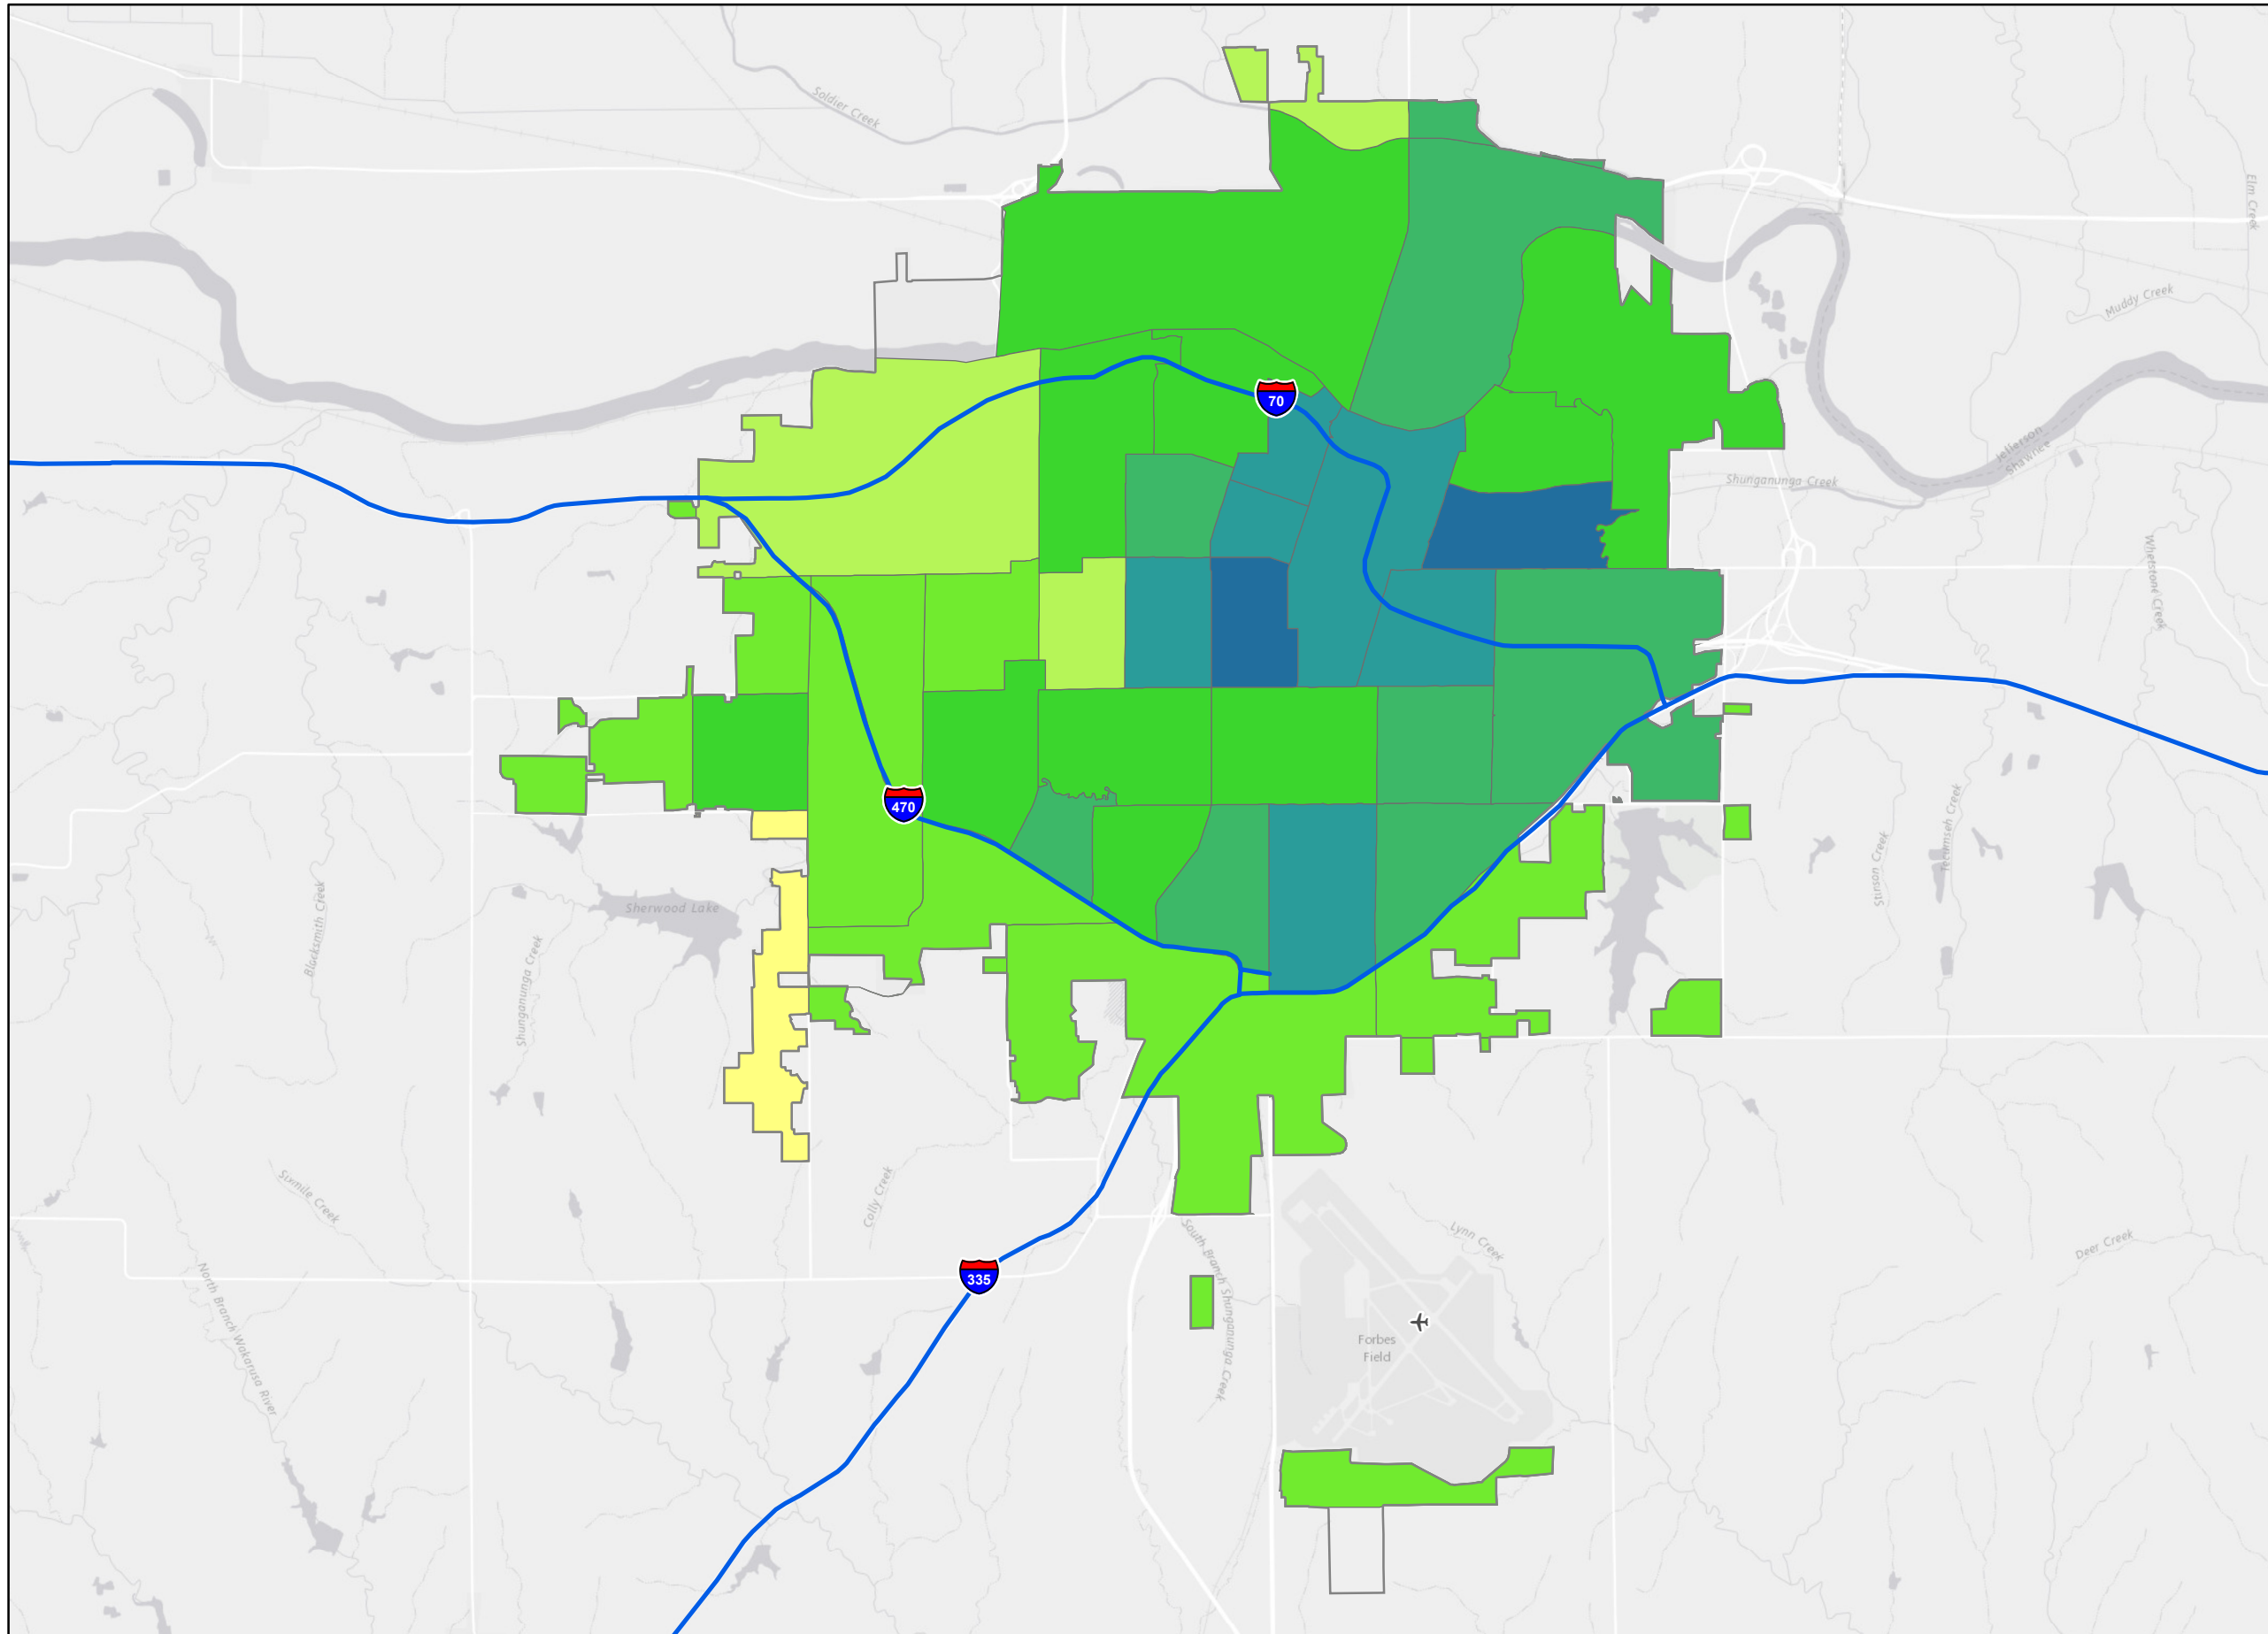 Soldier Creek
Elm Creek
Muddy Creek
70
Jefferson
Shawnee
Shunganunga Creek
Whetstone Creek
470
Stinson Creek
Tecumseh Creek
Sherwood Lake
Blacksmith Creek
Shunganunga Creek
Sixmile Creek
Colly Creek
South Branch Shunganunga Creek
Lynn Creek
Deer Creek
North Branch Wakarusa River
335
Forbes
Field